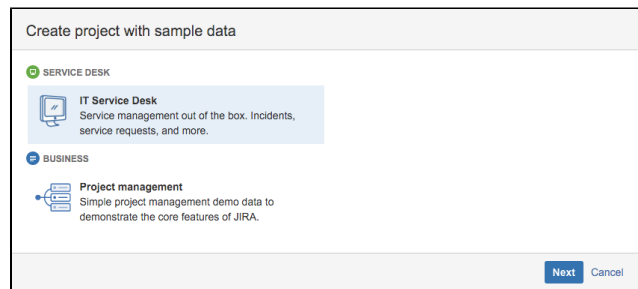 Create project with sample data
SERVICE DESK
IT Service Desk
Service management out of the box. Incidents,
service requests, and more.
BUSINESS
Project management
Simple project management demo data to
demonstrate the core features of JIRA.
Next Cancel